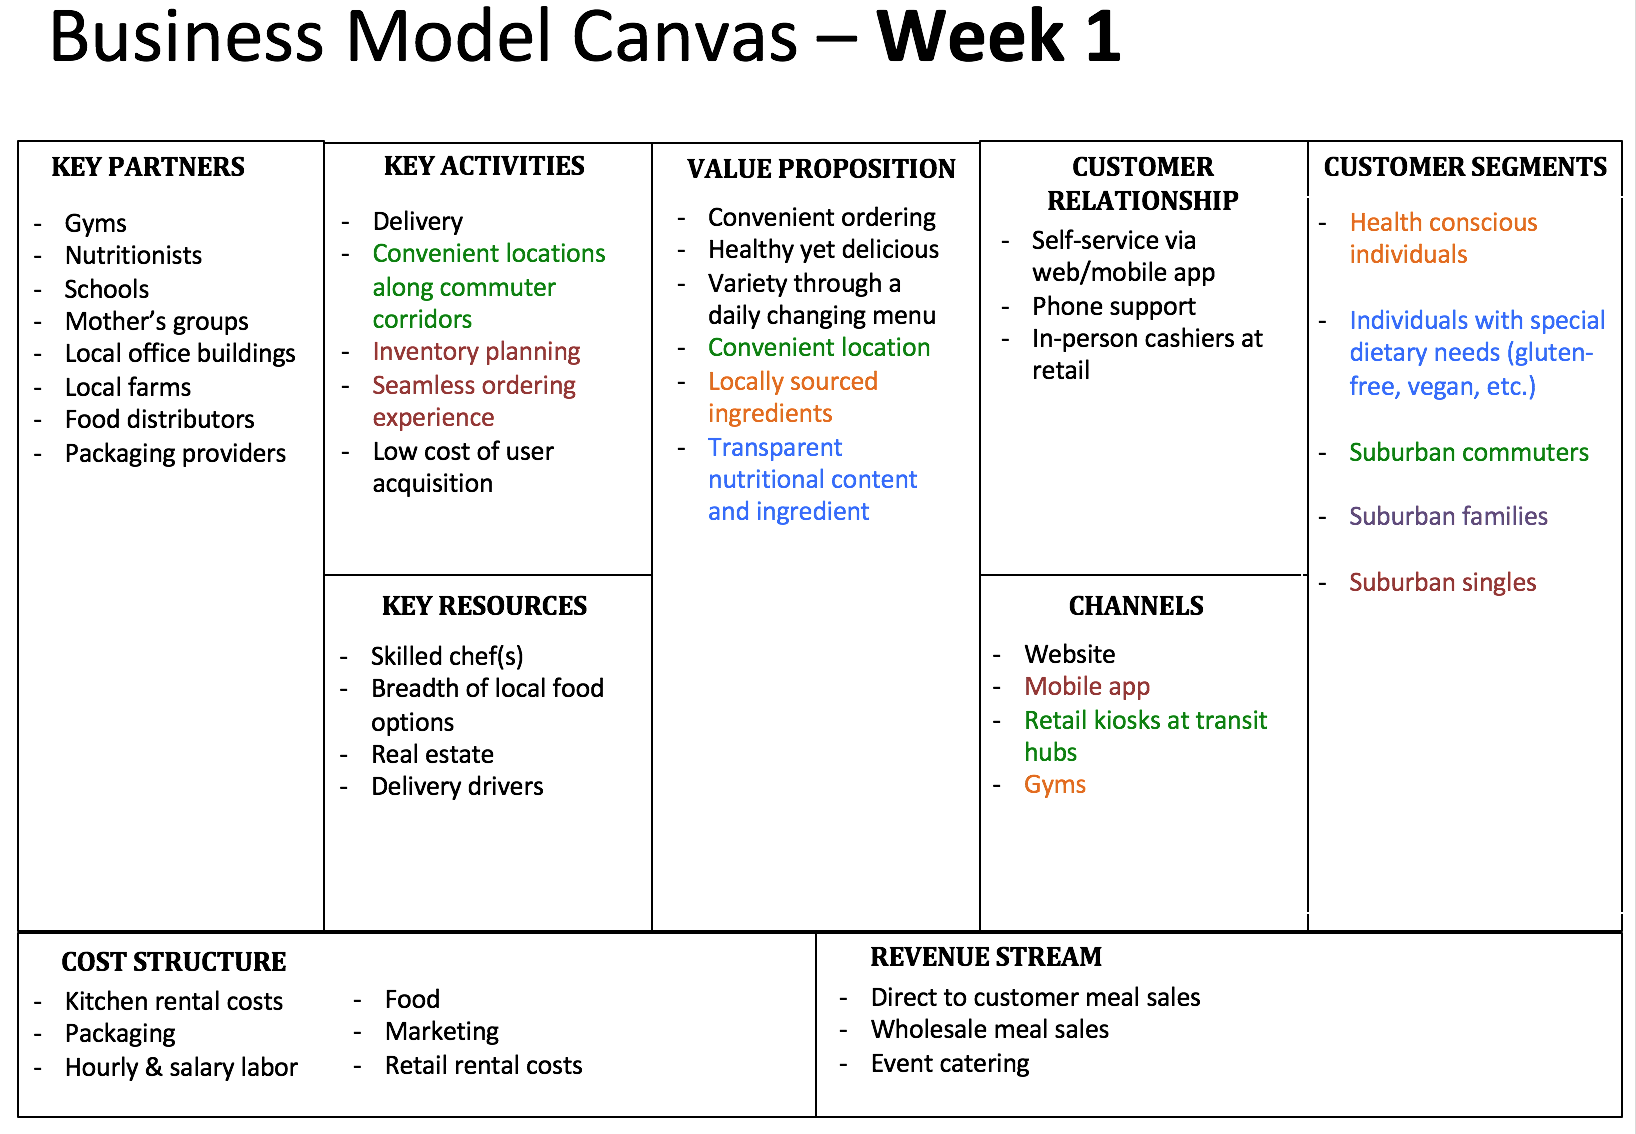 Business Model Canvas – Week 1
KEY PARTNERS
- Gyms
- Nutritionists
- Schools
- Mother’s groups
- Local office buildings
- Local farms
- Food distributors
- Packaging providers
KEY ACTIVITIES
- Delivery
- Convenient locations
along commuter
corridors
- Inventory planning
- Seamless ordering
experience
- Low cost of user
acquisition
KEY RESOURCES
- Skilled chef(s)
- Breadth of local food
options
- Real estate
- Delivery drivers
VALUE PROPOSITION
- Convenient ordering
- Healthy yet delicious
- Variety through a
daily changing menu
- Convenient location
- Locally sourced
ingredients
- Transparent
nutritional content
and ingredient
CUSTOMER
RELATIONSHIP
- Self-service via
web/mobile app
- Phone support
- In-person cashiers at
retail
CHANNELS
- Website
- Mobile app
- Retail kiosks at transit
hubs
- Gyms
CUSTOMER SEGMENTS
- Health conscious
individuals
- Individuals with special
dietary needs (gluten-
free, vegan, etc.)
- Suburban commuters
- Suburban families
- Suburban singles
COST STRUCTURE
- Kitchen rental costs
- Packaging
- Hourly & salary labor
- Food
- Marketing
- Retail rental costs
REVENUE STREAM
- Direct to customer meal sales
- Wholesale meal sales
- Event catering